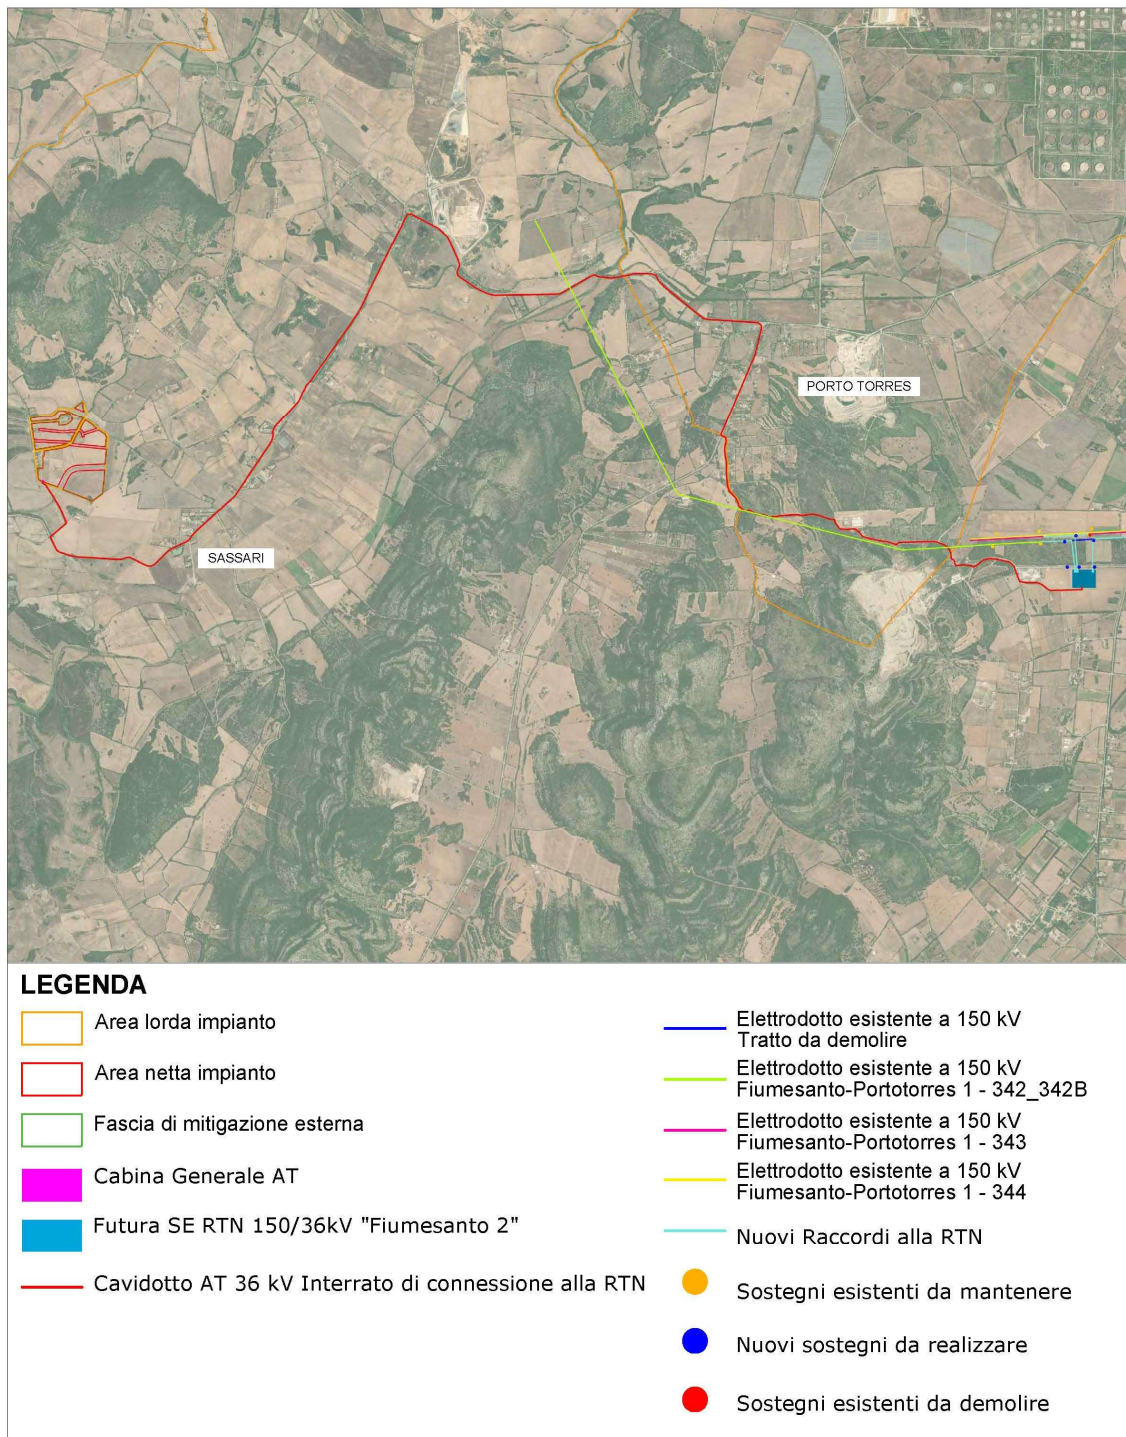 PORTO TORRES
SASSARI
LEGENDA
Area lorda impianto
Area netta impianto
Fascia di mitigazione esterna
Cabina Generale AT
Futura SE RTN 150/36kV "Fiumesanto 2"
Cavidotto AT 36 kV Interrato di connessione alla RTN
Elettrodotto esistente a 150 kV
Tratto da demolire
Elettrodotto esistente a 150 kV
Fiumesanto-Portotorres 1 - 342_342B
Elettrodotto esistente a 150 kV
Fiumesanto-Portotorres 1 - 343
Elettrodotto esistente a 150 kV
Fiumesanto-Portotorres 1 - 344
Nuovi Raccordi alla RTN
Sostegni esistenti da mantenere
Nuovi sostegni da realizzare
Sostegni esistenti da demolire